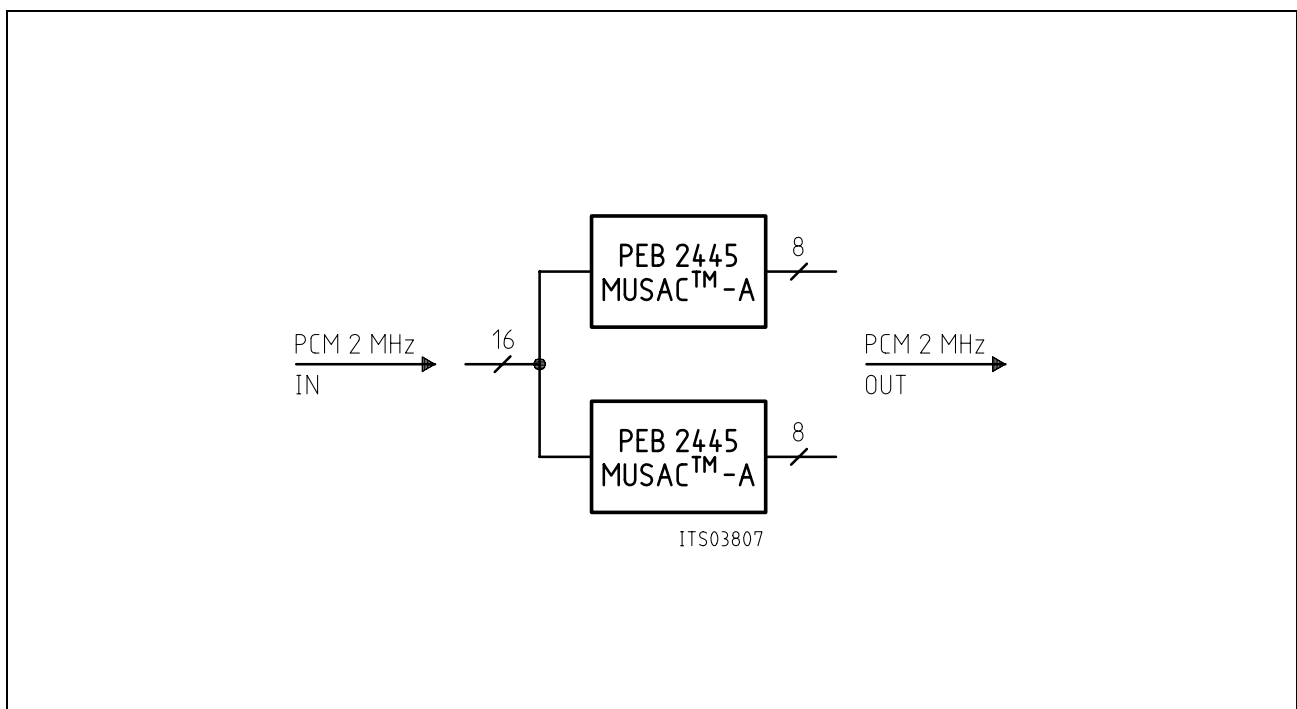 PEB 2445
MUSAC™-A
8
PCM 2 MHz
IN
16
PCM 2 MHz
OUT
PEB 2445
MUSAC™-A
8
ITS03807